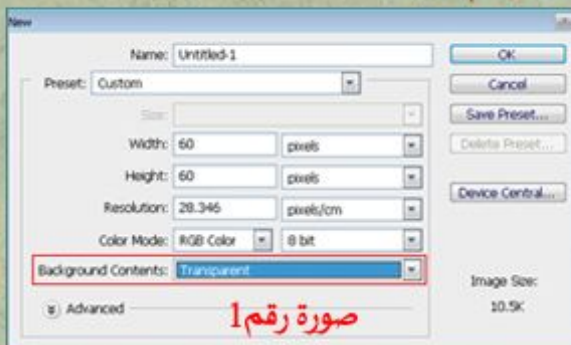 New
Name: Untitled-1
OK
Preset: Custom
Cancel
Size:
Save Preset...
Width: 60 pixels
Delete Preset...
Height: 60 pixels
Device Central...
Resolution: 28.346 pixels/cm
Color Mode: RGB Color 8 bit
Background Contents: Transparent
Image Size:
10.5K
Advanced
صورة رقم1